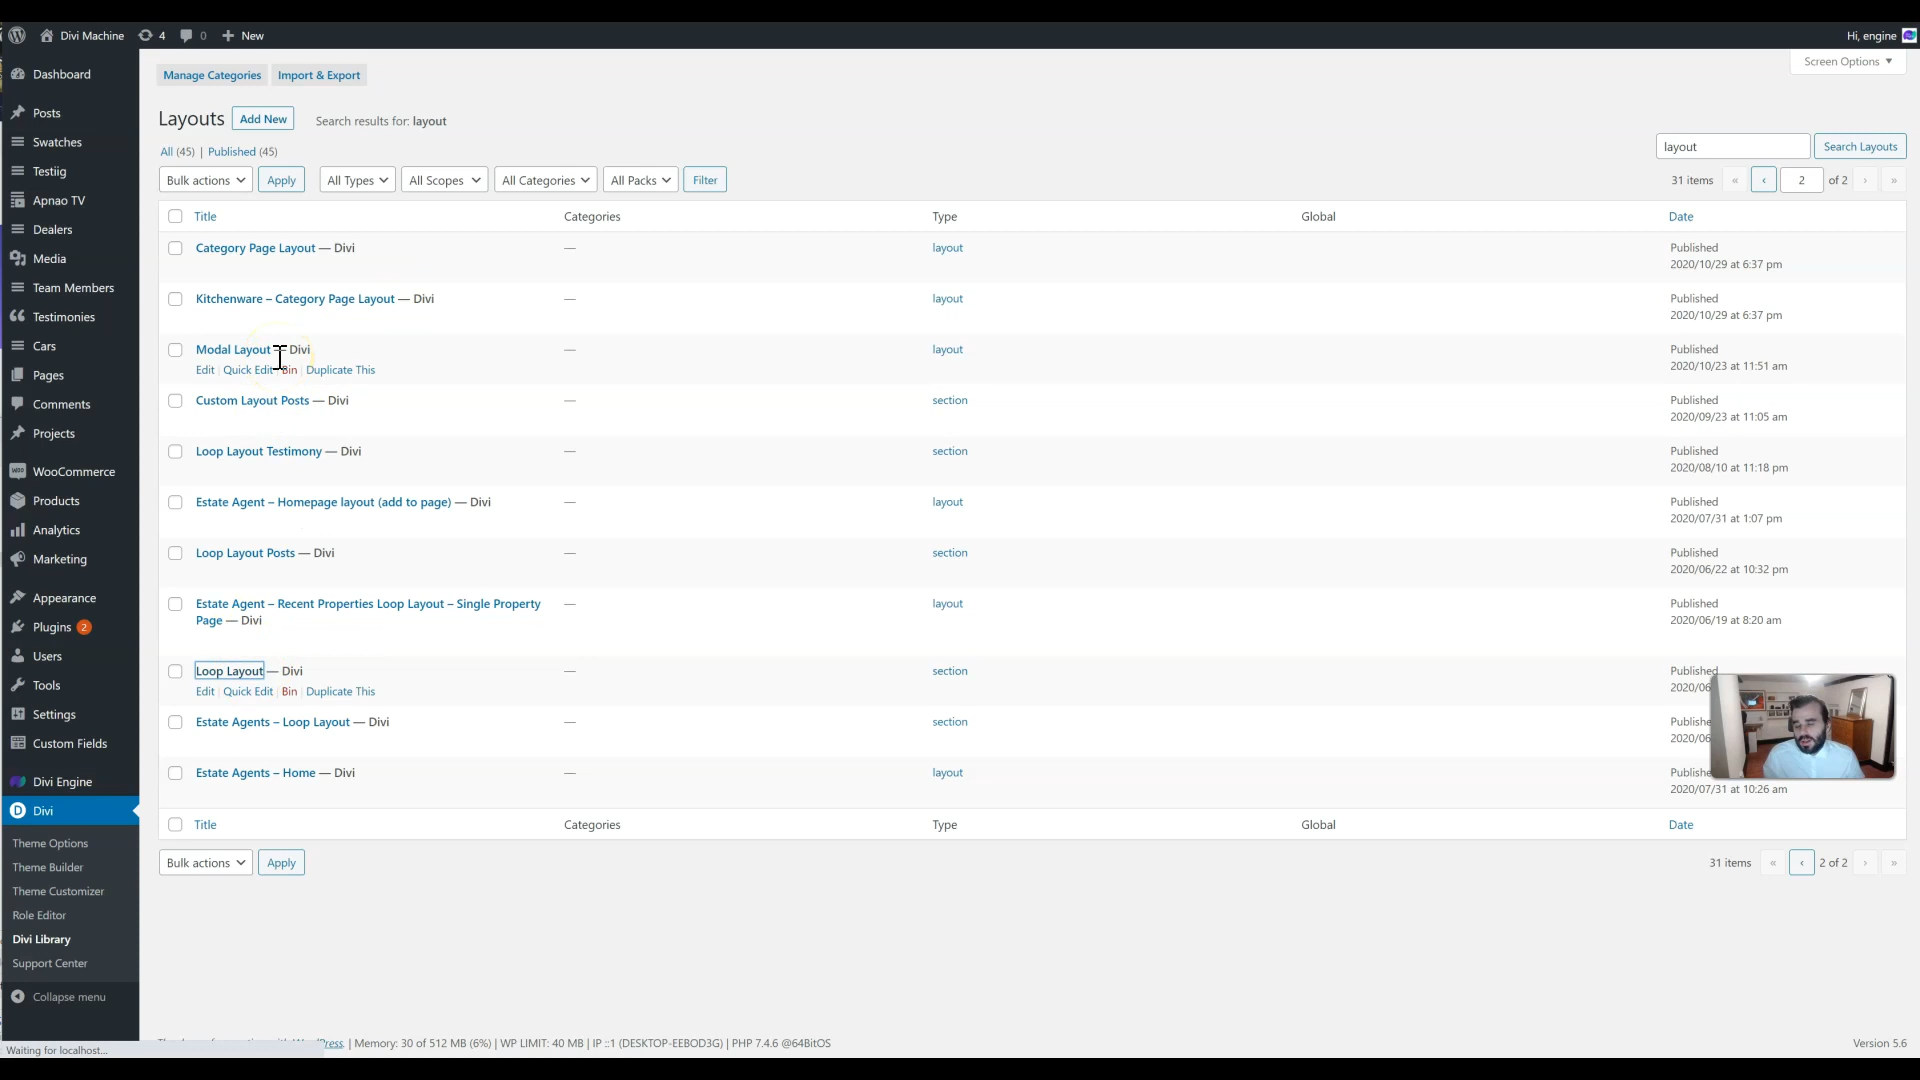 Divi Machine 4 0 New Hi, engine
Screen Options
Dashboard
Posts
Swatches
Testiig
Apnao TV
Dealers
Media
Team Members
Testimonies
Cars
Pages
Comments
Projects
WooCommerce
Products
Analytics
Marketing
Appearance
Plugins 2
Users
Tools
Settings
Custom Fields
Divi Engine
Divi
Theme Options
Theme Builder
Theme Customizer
Role Editor
Divi Library
Support Center
Collapse menu
Waiting for localhost...
Manage Categories Import & Export
Layouts Add New Search results for: layout
All (45) | Published (45)
layout Search Layouts
Bulk actions Apply All Types All Scopes All Categories All Packs Filter
31 items « ‹ 2 of 2 › »
Title Categories Type Global Date
Category Page Layout — Divi — layout Published
2020/10/29 at 6:37 pm
Kitchenware – Category Page Layout — Divi — layout Published
2020/10/29 at 6:37 pm
Modal Layout — Divi — layout Published
Edit | Quick Edit | Bin | Duplicate This 2020/10/23 at 11:51 am
Custom Layout Posts — Divi — section Published
2020/09/23 at 11:05 am
Loop Layout Testimony — Divi — section Published
2020/08/10 at 11:18 pm
Estate Agent – Homepage layout (add to page) — Divi — layout Published
2020/07/31 at 1:07 pm
Loop Layout Posts — Divi — section Published
2020/06/22 at 10:32 pm
Estate Agent – Recent Properties Loop Layout – Single Property — layout Published
Page — Divi 2020/06/19 at 8:20 am
Loop Layout — Divi — section Published
Edit | Quick Edit | Bin | Duplicate This 2020/06
Estate Agents – Loop Layout — Divi — section Publishe
2020/06
Estate Agents – Home — Divi — layout Publishe
2020/07/31 at 10:26 am
Title Categories Type Global Date
Bulk actions Apply 31 items « ‹ 2 of 2 › »
Press. | Memory: 30 of 512 MB (6%) | WP LIMIT: 40 MB | IP ::1 (DESKTOP-EEBOD3G) | PHP 7.4.6 @64BitOS Version 5.6